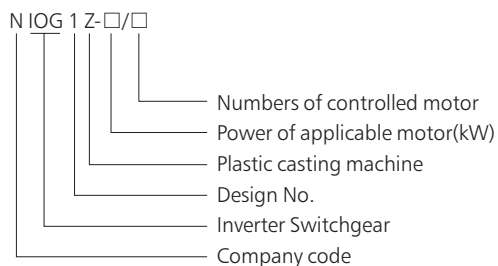 N IOG 1 Z-□/□
Numbers of controlled motor
Power of applicable motor(kW)
Plastic casting machine
Design No.
Inverter Switchgear
Company code